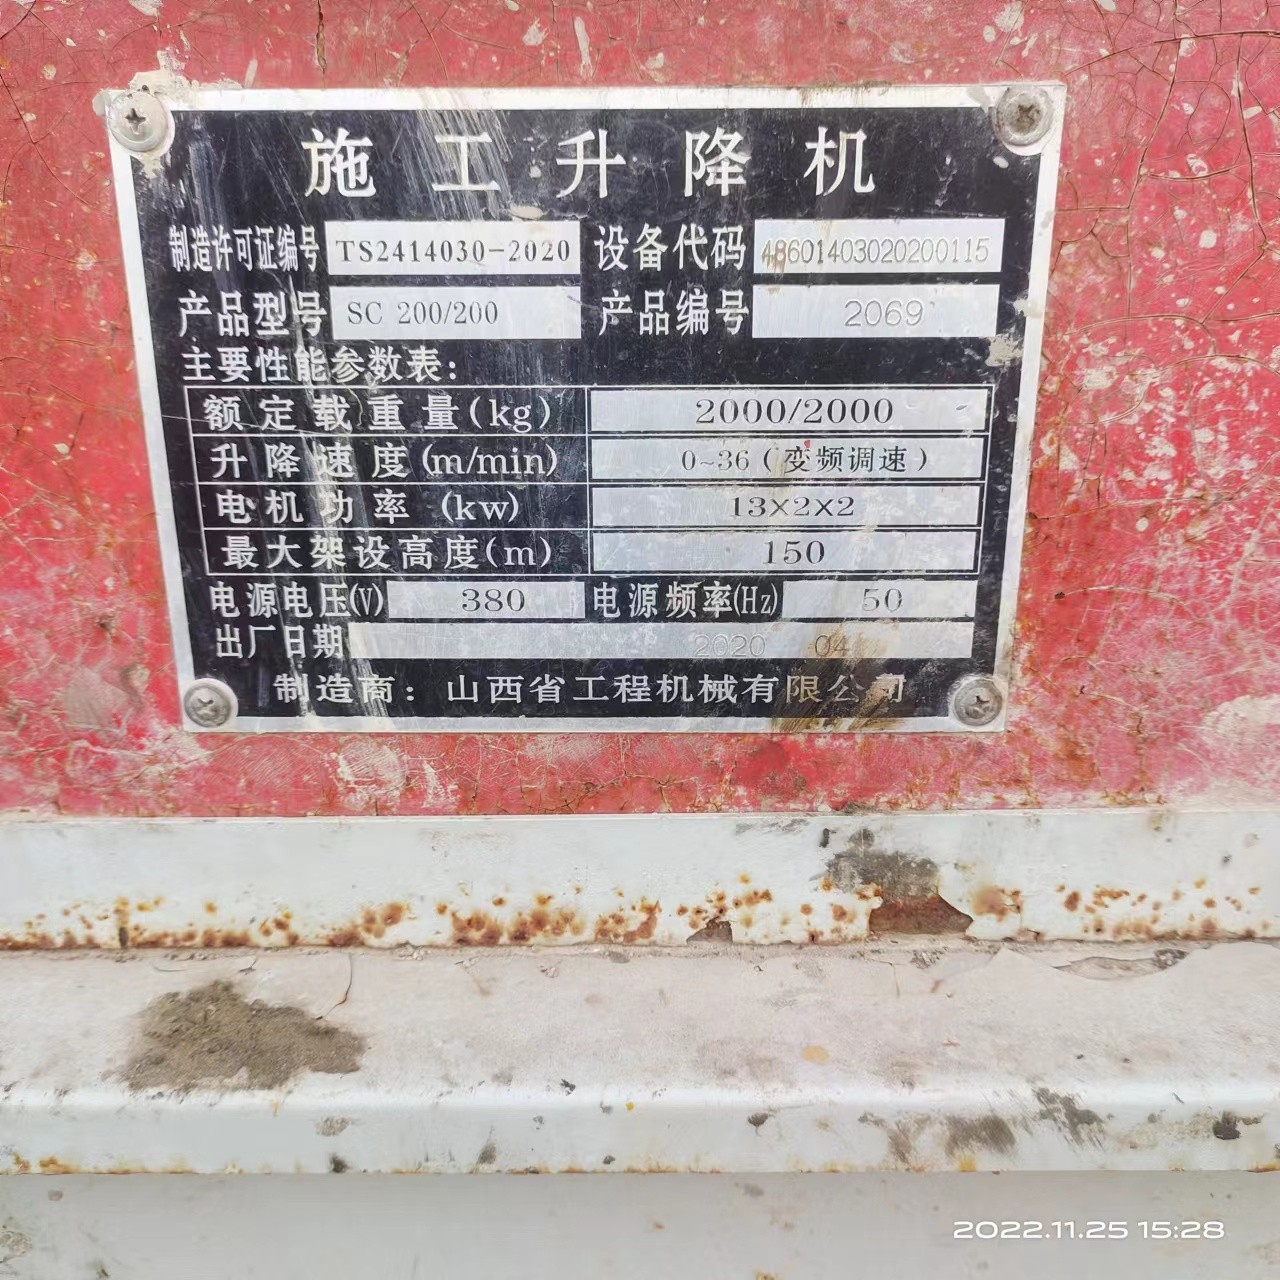 施工升降机
制造许可证编号 TS2414030-2020 设备代码 48601403020200115
产品型号 SC 200/200 产品编号 2069
主要性能参数表:
额定载重量(kg) 2000/2000
升降速度(m/min) 0~36(变频调速)
电机功率 (kw) 13×2×2
最大架设高度(m) 150
电源电压(V) 380 电源频率(Hz) 50
出厂日期 2020 04
制造商: 山西省工程机械有限公司
2022.11.25 15:28